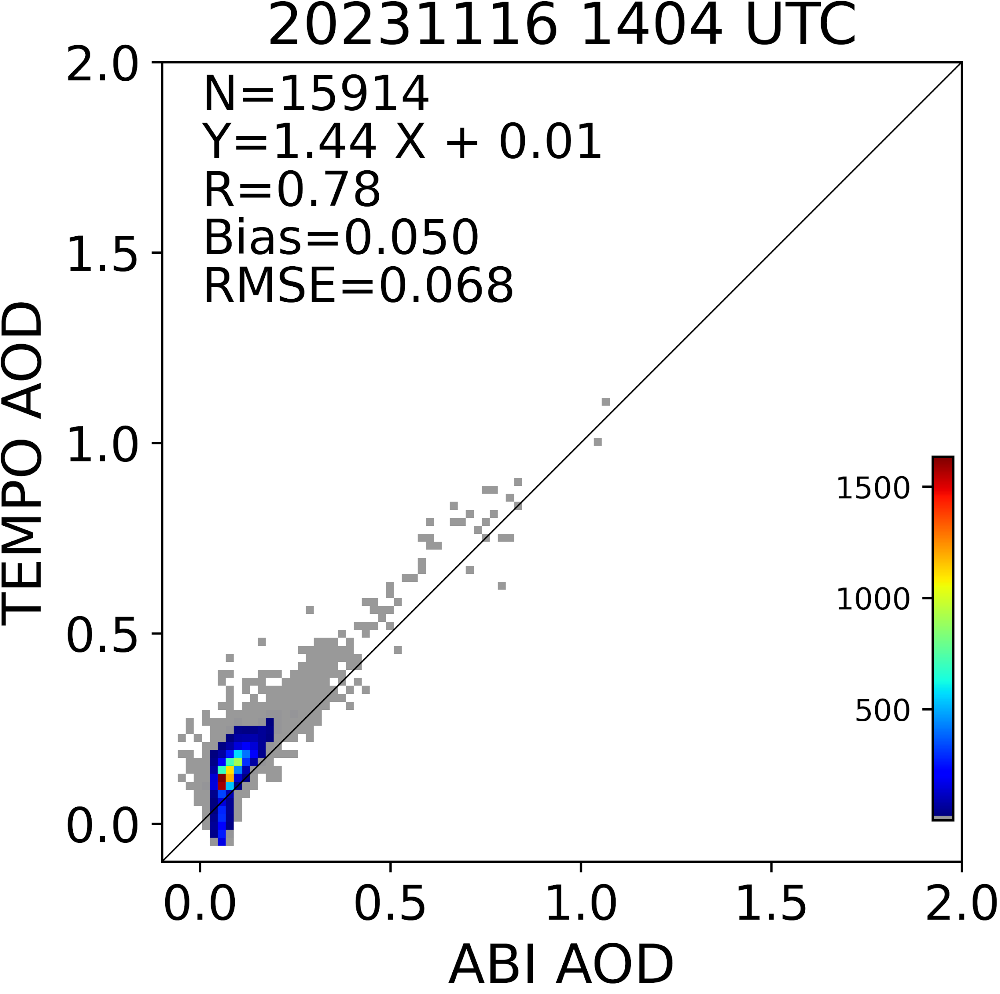 20231116 1404 UTC
2.0
N=15914
Y=1.44 X + 0.01
R=0.78
Bias=0.050
RMSE=0.068
1.5
1.0
0.5
0.0
TEMPO AOD
1500
1000
500
0.0 0.5 1.0 1.5 2.0
ABI AOD